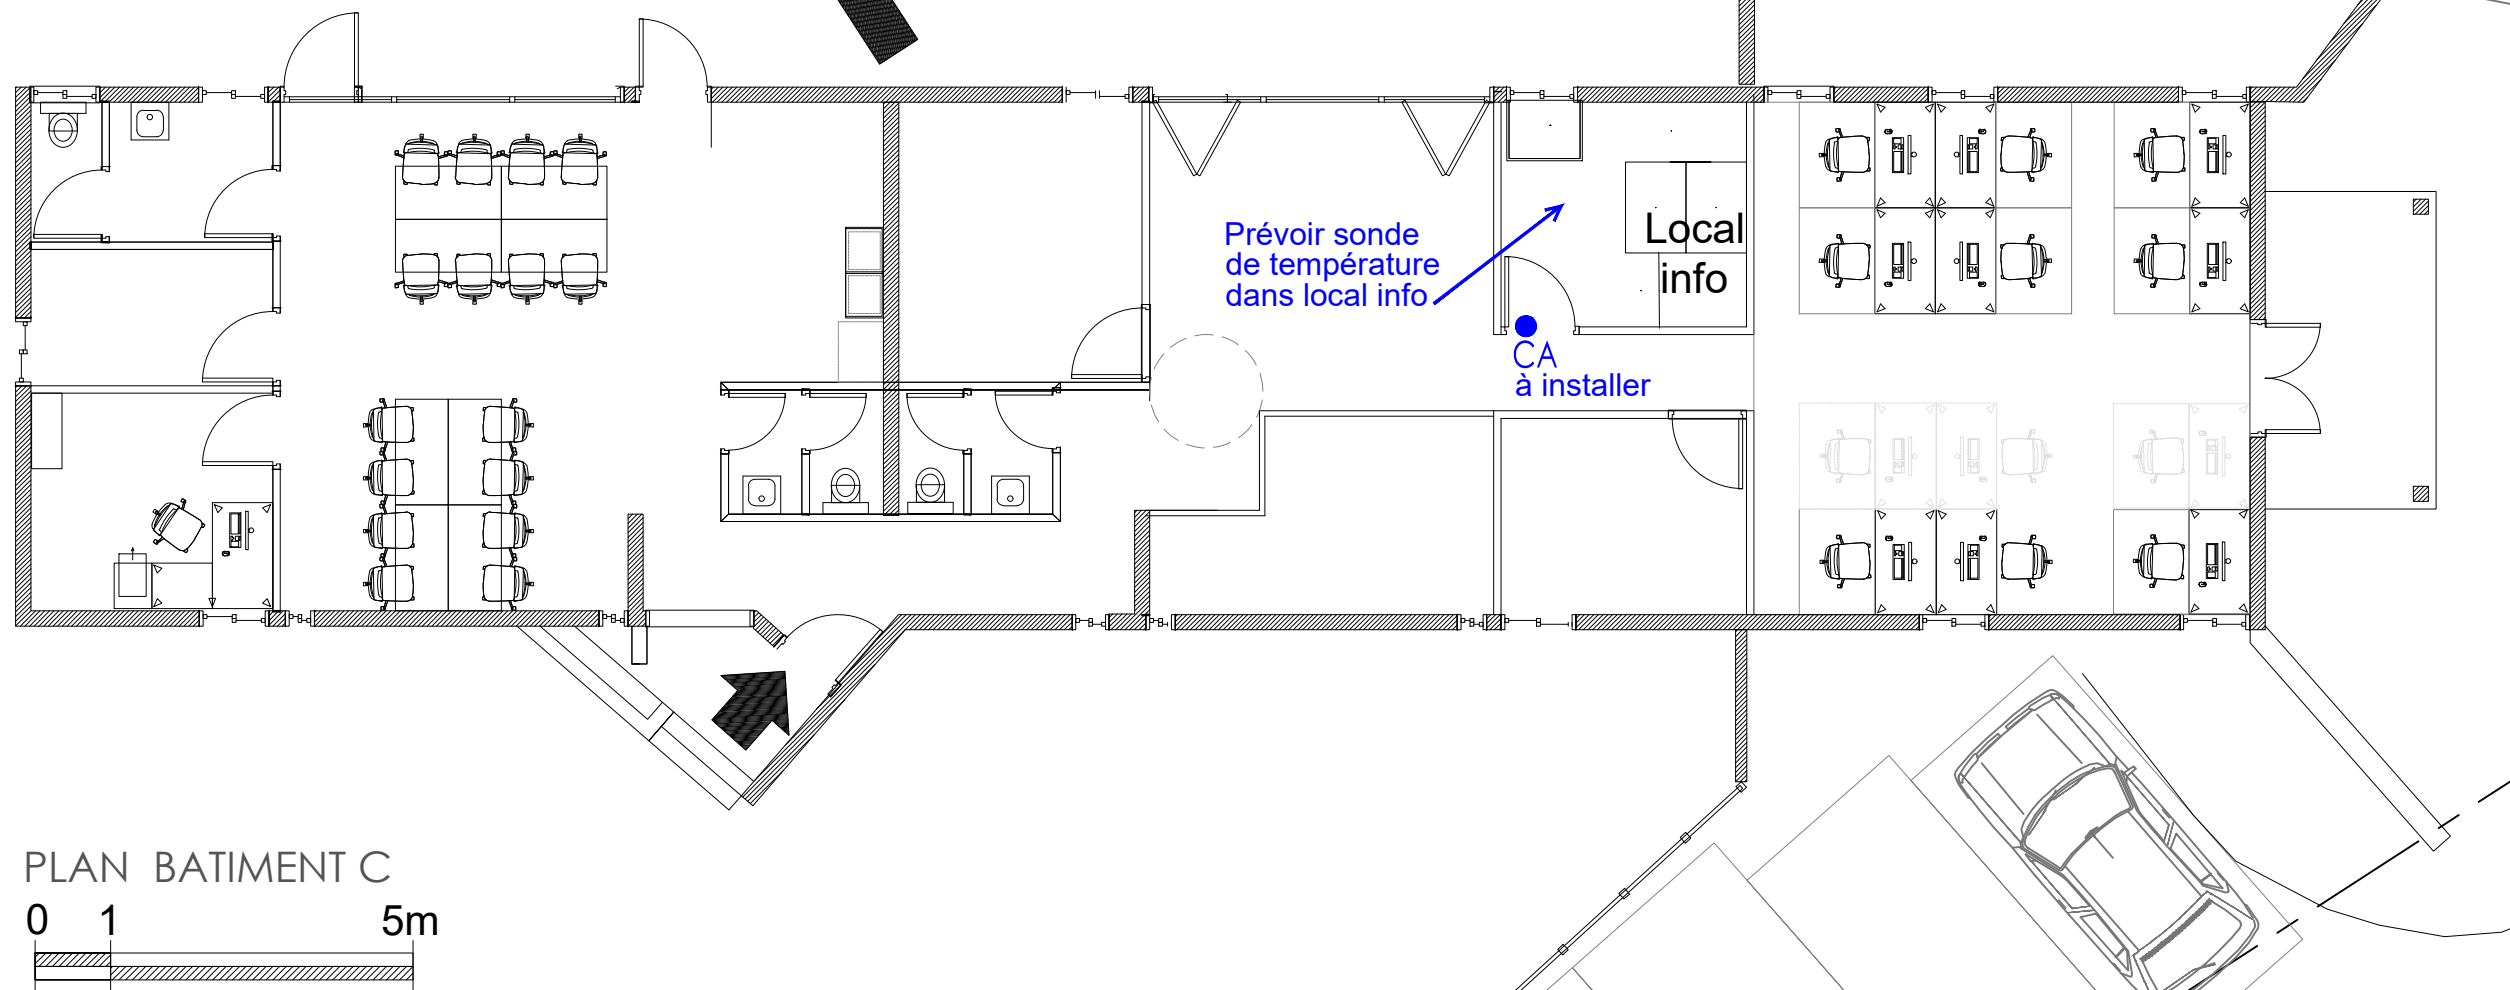 Prévoir sonde
de température
dans local info
Local
info
CA
à installer
PLAN BATIMENT C
0 1 5m